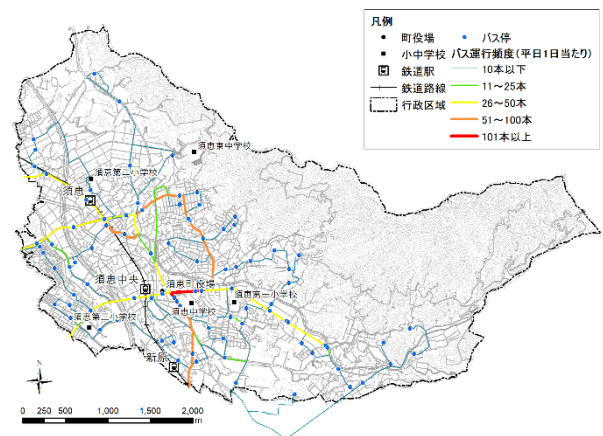 凡例
町役場
バス停
小中学校
バス運行頻度(平日1日当たり)
鉄道駅
10本以下
鉄道路線
11～25本
行政区域
26～50本
51～100本
101本以上
須恵東中学校
須恵第二小学校
須恵
須恵中央
須恵町役場
須恵第一小学校
須恵中学校
須恵第三小学校
新原
N
0 250 500 1,000 1,500 2,000
m